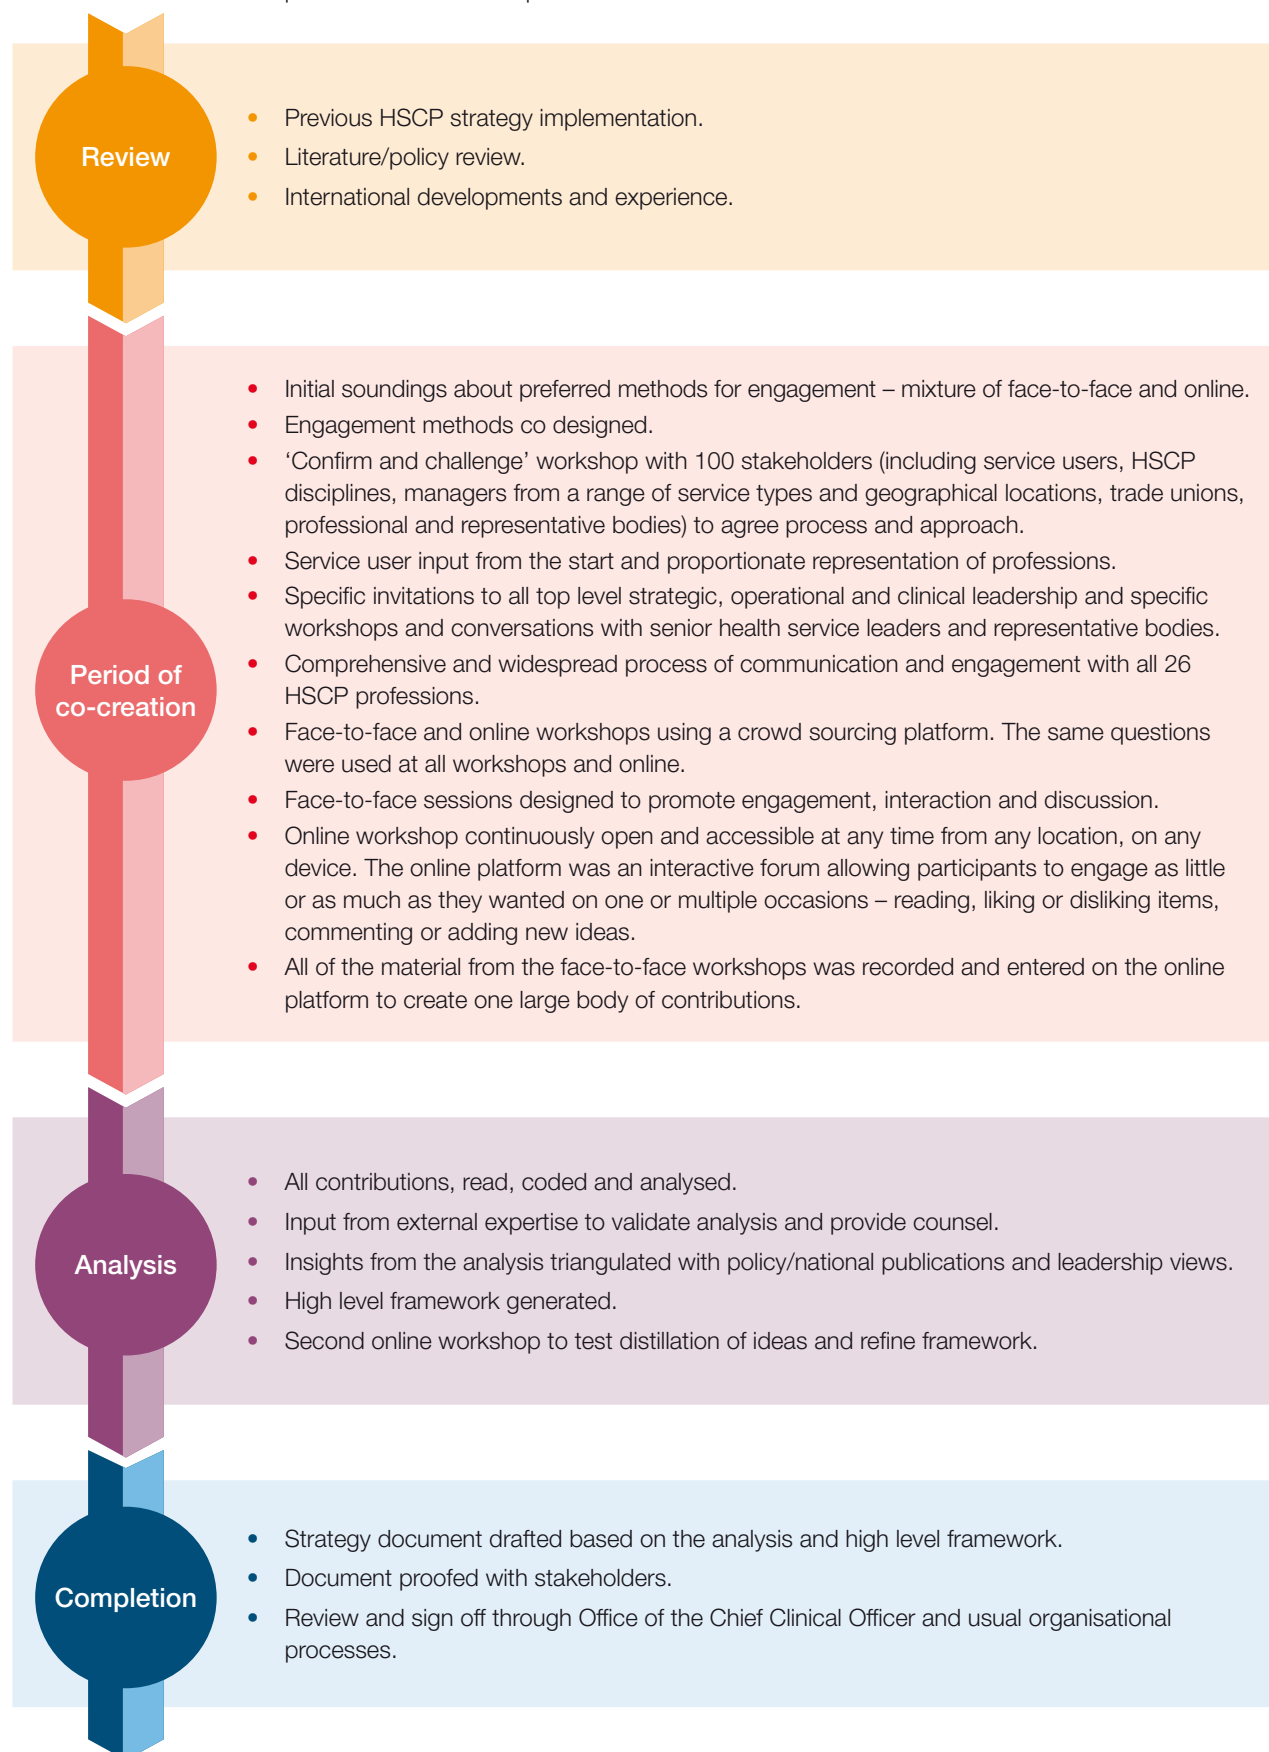 Review
• Previous HSCP strategy implementation.
• Literature/policy review.
• International developments and experience.
Period of
co-creation
• Initial soundings about preferred methods for engagement – mixture of face-to-face and online.
• Engagement methods co designed.
• ‘Confirm and challenge’ workshop with 100 stakeholders (including service users, HSCP
disciplines, managers from a range of service types and geographical locations, trade unions,
professional and representative bodies) to agree process and approach.
• Service user input from the start and proportionate representation of professions.
• Specific invitations to all top level strategic, operational and clinical leadership and specific
workshops and conversations with senior health service leaders and representative bodies.
• Comprehensive and widespread process of communication and engagement with all 26
HSCP professions.
• Face-to-face and online workshops using a crowd sourcing platform. The same questions
were used at all workshops and online.
• Face-to-face sessions designed to promote engagement, interaction and discussion.
• Online workshop continuously open and accessible at any time from any location, on any
device. The online platform was an interactive forum allowing participants to engage as little
or as much as they wanted on one or multiple occasions – reading, liking or disliking items,
commenting or adding new ideas.
• All of the material from the face-to-face workshops was recorded and entered on the online
platform to create one large body of contributions.
Analysis
• All contributions, read, coded and analysed.
• Input from external expertise to validate analysis and provide counsel.
• Insights from the analysis triangulated with policy/national publications and leadership views.
• High level framework generated.
• Second online workshop to test distillation of ideas and refine framework.
Completion
• Strategy document drafted based on the analysis and high level framework.
• Document proofed with stakeholders.
• Review and sign off through Office of the Chief Clinical Officer and usual organisational
processes.